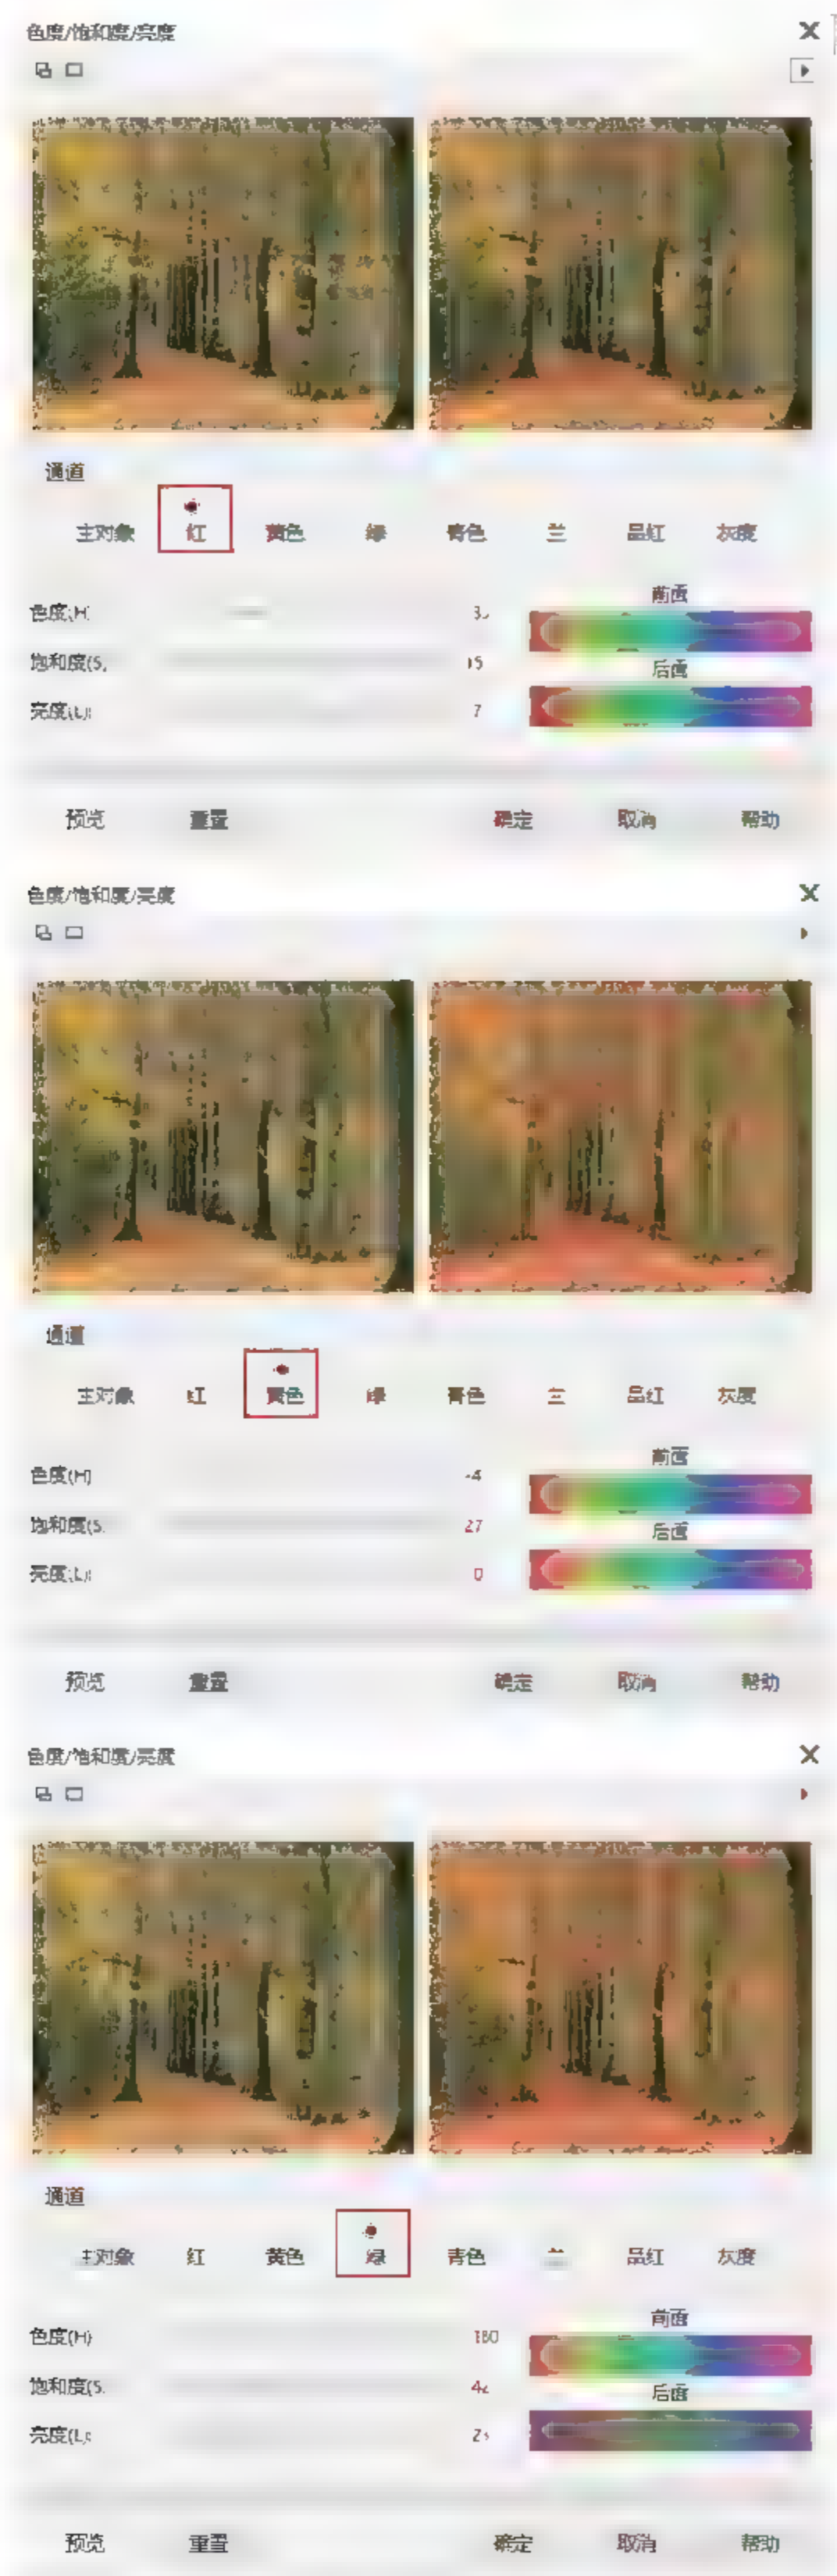 色度/饱和度/亮度
通道
主对象 红 黄色 绿 青色 兰 品红 灰度
前面
色度(H)
饱和度(S)
后面
亮度(L): 7
预览 重置 确定 取消 帮助
色度/饱和度/亮度
通道
主对象 红 黄色 绿 青色 兰 品红 灰度
前面
色度(H) -4
饱和度(S) 27
后面
亮度(L): 0
预览 重置 确定 取消 帮助
色度/饱和度/亮度
通道
主对象 红 黄色 绿 青色 品红 灰度
前面
色度(H) 180
饱和度(S)
后面
亮度(L):
预览 重置 确定 取消 帮助